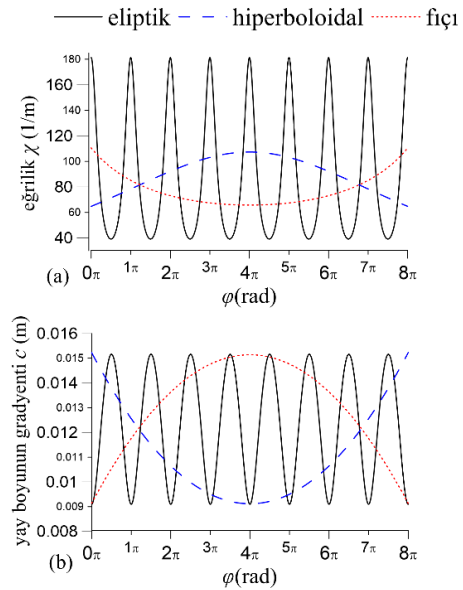 eliptik hiperboloidal fıçı
eğrilik χ (1/m)
180
160
140
120
100
80
60
40
0π 1π 2π 3π 4π 5π 6π 7π 8π
(a)
φ(rad)
yay boyunun gradyenti c (m)
0.016
0.015
0.014
0.013
0.012
0.011
0.01
0.009
0.008
0π 1π 2π 3π 4π 5π 6π 7π 8π
(b)
φ(rad)